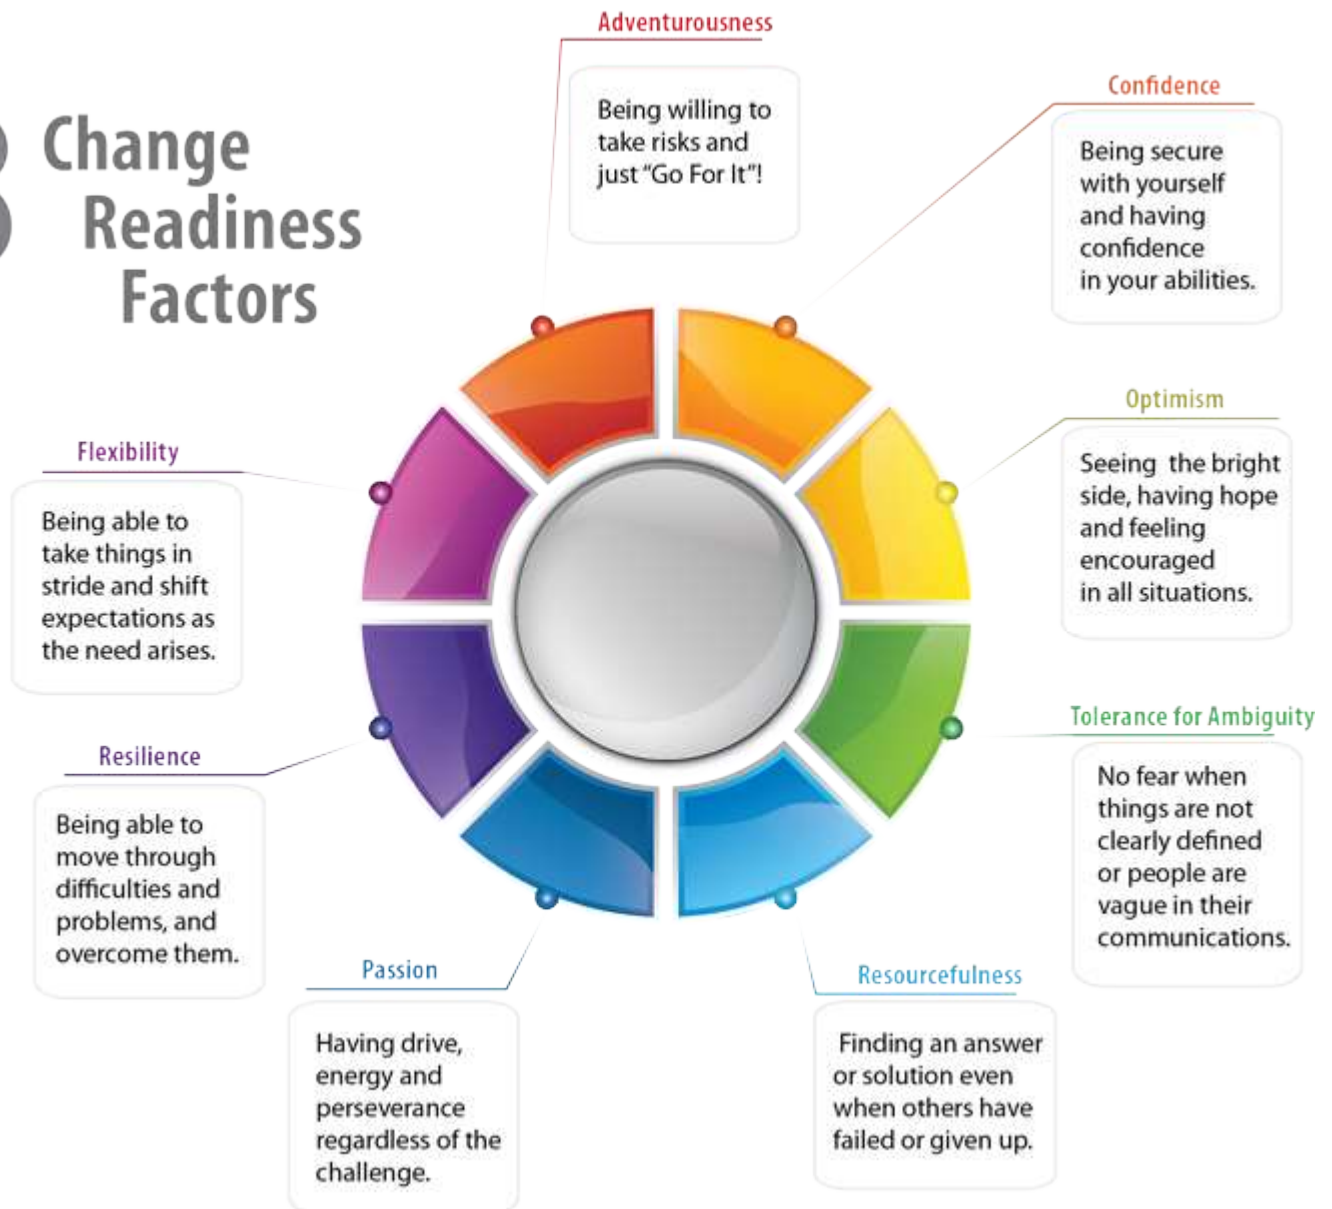 Change
Readiness
Factors
Adventurousness
Being willing to
take risks and
just "Go For It"!
Confidence
Being secure
with yourself
and having
confidence
in your abilities.
Optimism
Seeing the bright
side, having hope
and feeling
encouraged
in all situations.
Tolerance for Ambiguity
No fear when
things are not
clearly defined
or people are
vague in their
communications.
Resourcefulness
Finding an answer
or solution even
when others have
failed or given up.
Passion
Having drive,
energy and
perseverance
regardless of the
challenge.
Resilience
Being able to
move through
difficulties and
problems, and
overcome them.
Flexibility
Being able to
take things in
stride and shift
expectations as
the need arises.